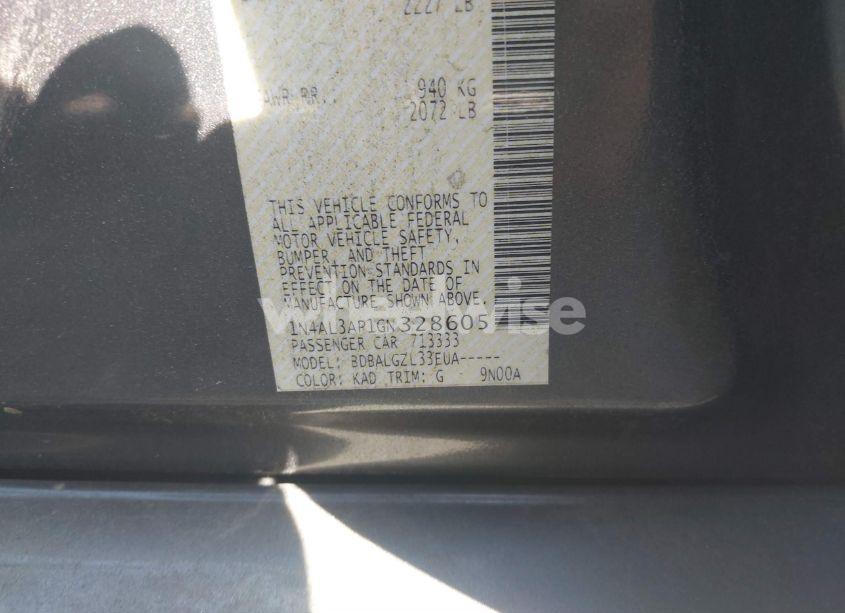 2227 LB
RR.. 940 KG
2072 LB
THIS VEHICLE CONFORMS TO
ALL APPLICABLE FEDERAL
MOTOR VEHICLE SAFETY,
BUMPER, AND THEFT
PREVENTION STANDARDS IN
EFFECT ON THE DATE OF
MANUFACTURE SHOWN ABOVE.
1N4AL3AP1GN328605
PASSENGER CAR 713333
MODEL: BDBALGZL33EUA-----
COLOR: KAD TRIM: G 9N00A